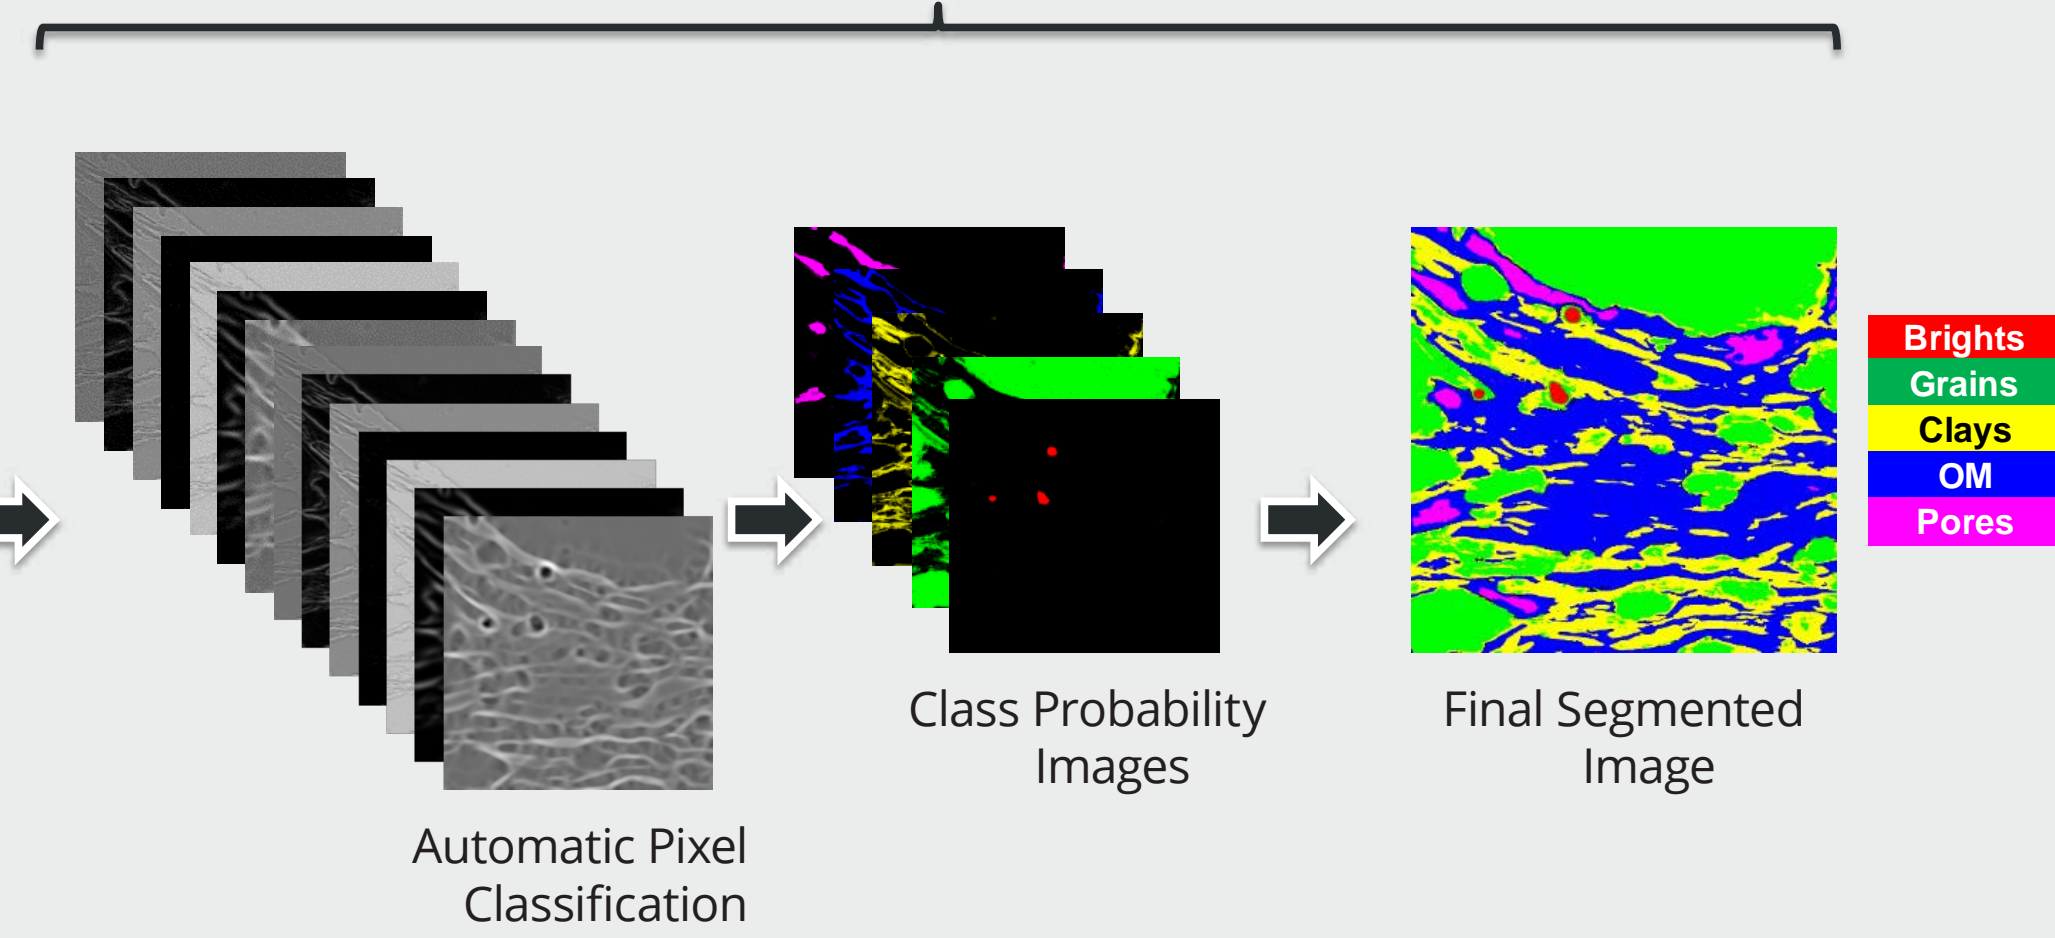 Automatic Pixel
Classification
Class Probability
Images
Final Segmented
Image
Brights
Grains
Clays
OM
Pores